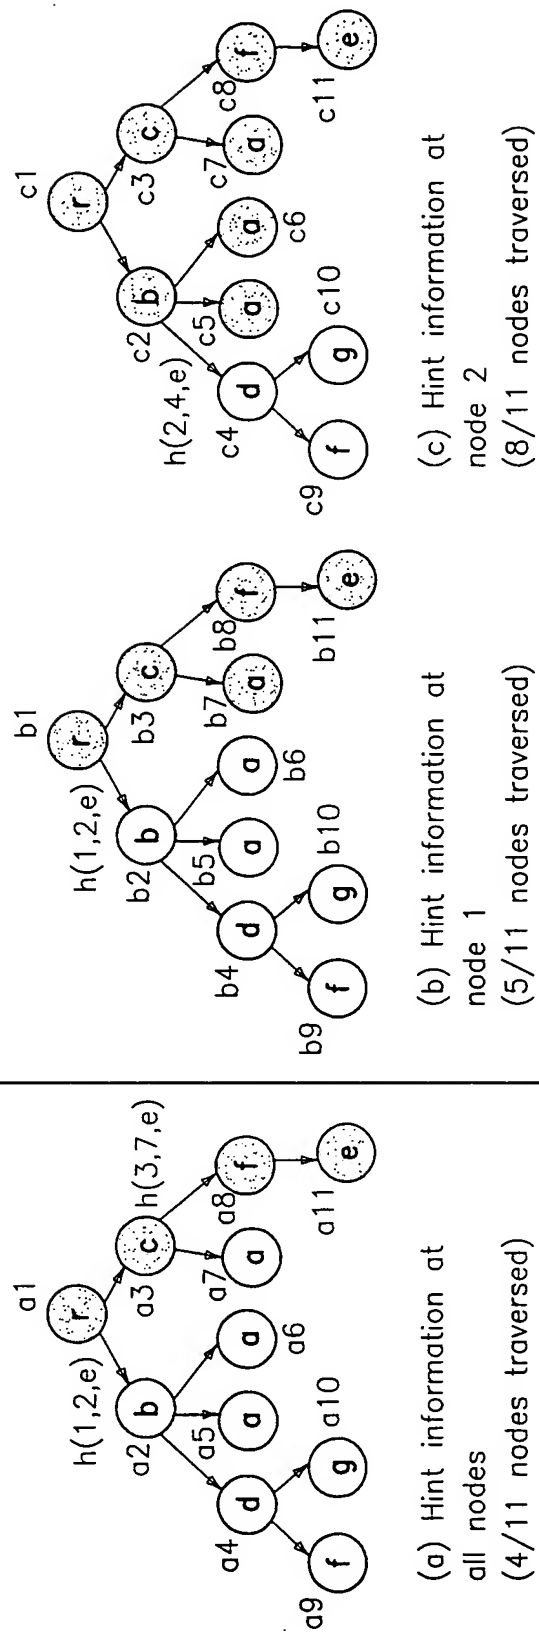 a1
r
h(1,2,e)
a2
b
a3
c
h(3,7,e)
a4
d
a5
a
a6
a
a7
a
a8
f
a9
f
a10
g
a11
e
(a) Hint information at
all nodes
(4/11 nodes traversed)
b1
r
h(1,2,e)
b2
b
b3
c
b4
d
b5
a
b6
a
b7
a
b8
f
b9
f
b10
g
b11
e
(b) Hint information at
node 1
(5/11 nodes traversed)
c1
r
c2
b
c3
c
h(2,4,e)
c4
d
c5
a
c6
a
c7
a
c8
f
c9
f
c10
g
c11
e
(c) Hint information at
node 2
(8/11 nodes traversed)